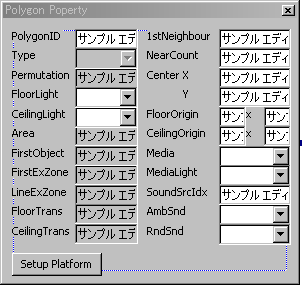 Polygon Poperty
PolygonID サンプル エディ 1stNeighbour サンプル エディ
Type NearCount サンプル エディ
Permutation サンプル エデ Center X サンプル エディ
FloorLight Y サンプル エディ
CeilingLight FloorOrigin サンプ x サンプ
Area サンプル エデ CeilingOrigin サンプ x サンプ
FirstObject サンプル エデ Media
FirstExZone サンプル エデ MediaLight
LineExZone サンプル エデ SoundSrcIdx サンプル エディ
FloorTrans サンプル エデ AmbSnd
CeilingTrans サンプル エデ RndSnd
Setup Platform